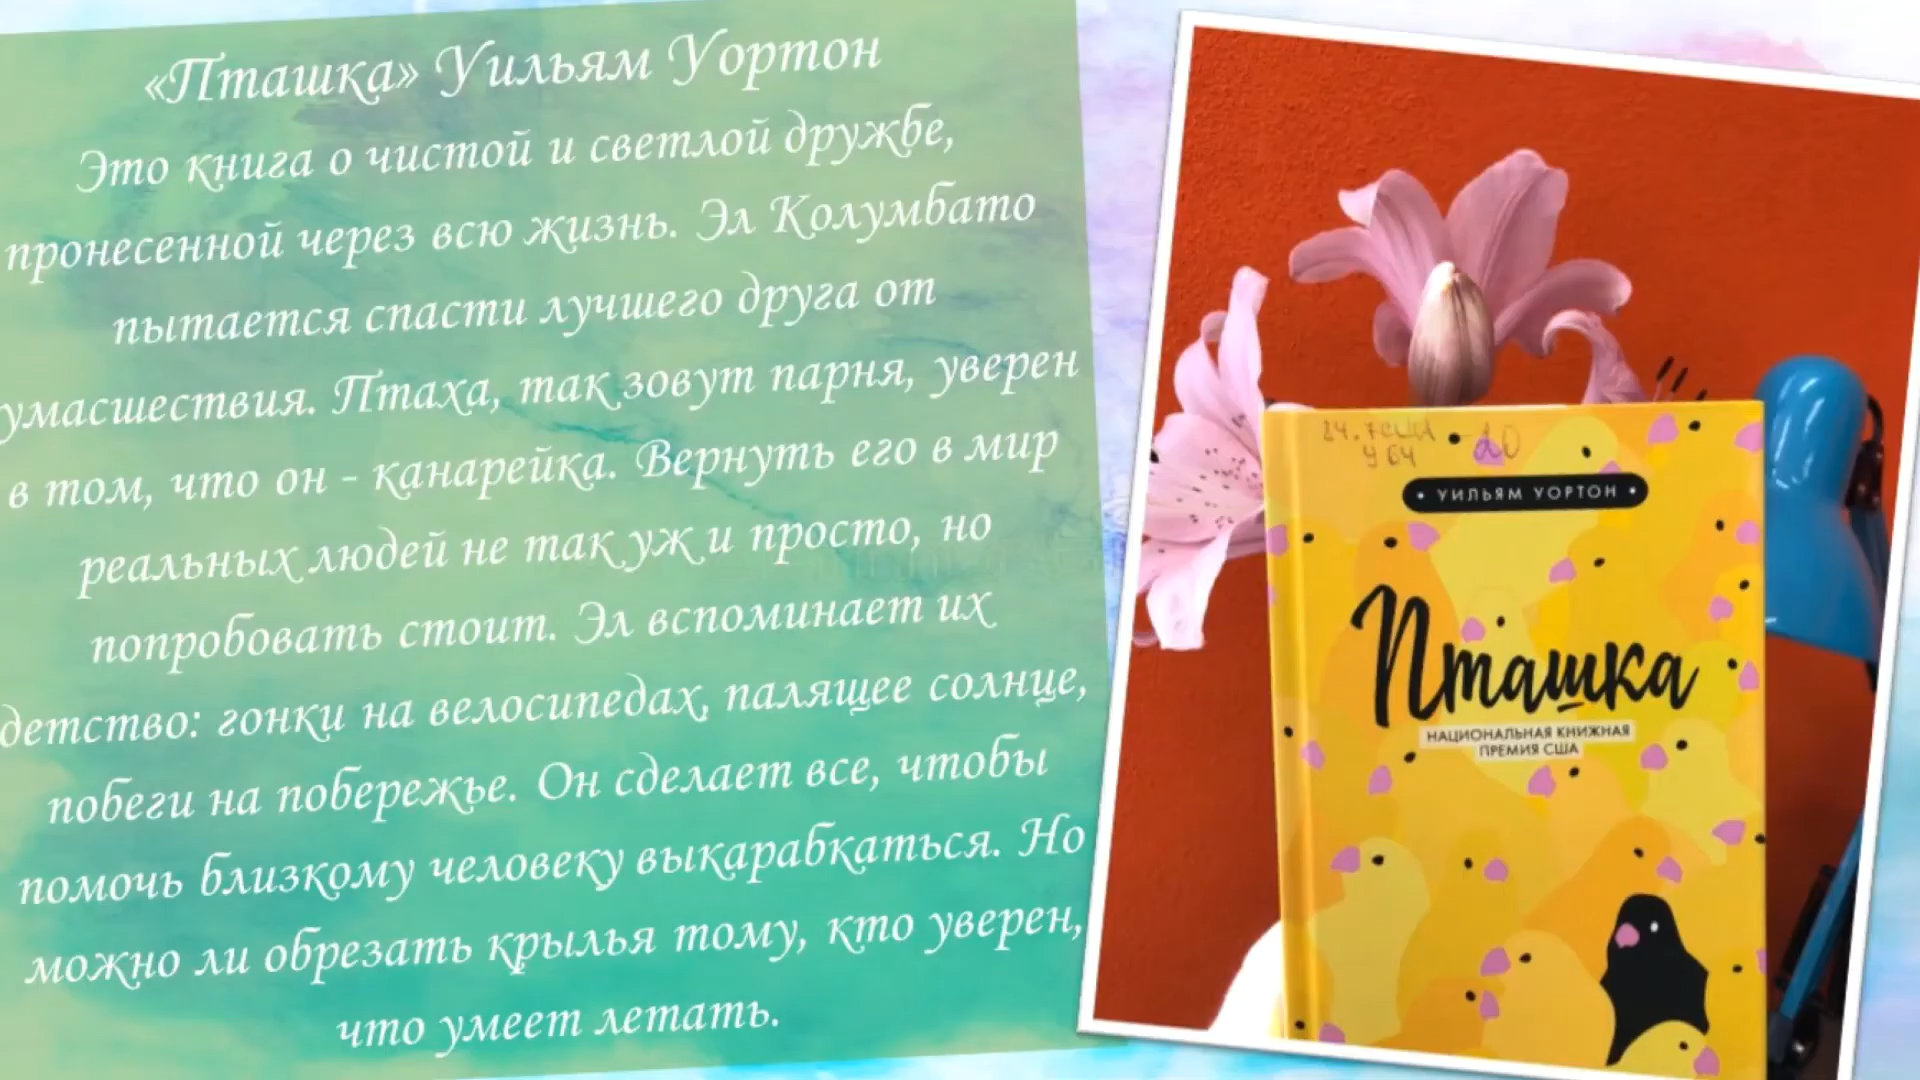 «Пташка» Уильям Уортон
Это книга о чистой и светлой дружбе,
пронесенной через всю жизнь. Эл Колумбато
пытается спасти лучшего друга от
умасшествия. Птаха, так зовут парня, уверен
в том, что он - канарейка. Вернуть его в мир
реальных людей не так уж и просто, но
попробовать стоит. Эл вспоминает их
детство: гонки на велосипедах, палящее солнце,
побеги на побережье. Он сделает все, чтобы
помочь близкому человеку выкарабкаться. Но
можно ли обрезать крылья тому, кто уверен,
что умеет летать.
УИЛЬЯМ УОРТОН
Пташка
НАЦИОНАЛЬНАЯ КНИЖНАЯ
ПРЕМИЯ США